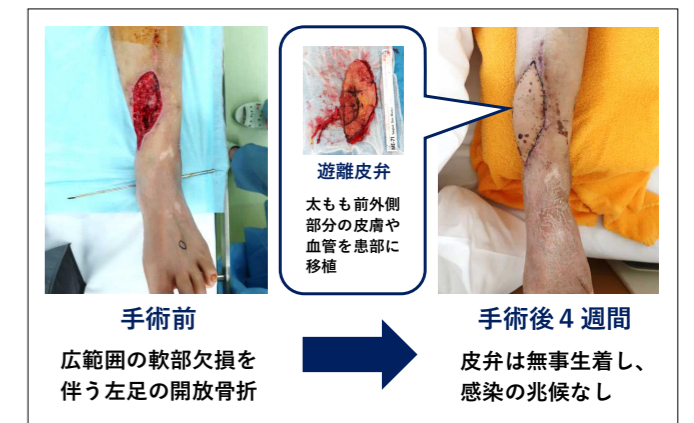 遊離皮弁
太もも前外側
部分の皮膚や
血管を患部に
移植
手術前
広範囲の軟部欠損を
伴う左足の開放骨折
手術後4週間
皮弁は無事生着し、
感染の兆候なし